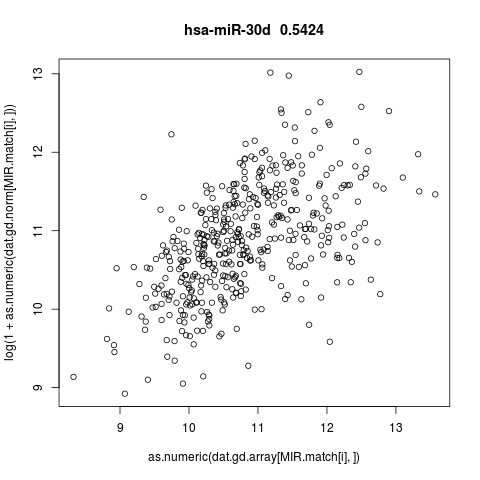 hsa-miR-30d 0.5424
log(1 + as.numeric(dat.gd.norm[MIR.match[i], ]))
13
12
11
10
9
9 10 11 12 13
as.numeric(dat.gd.array[MIR.match[i], ])